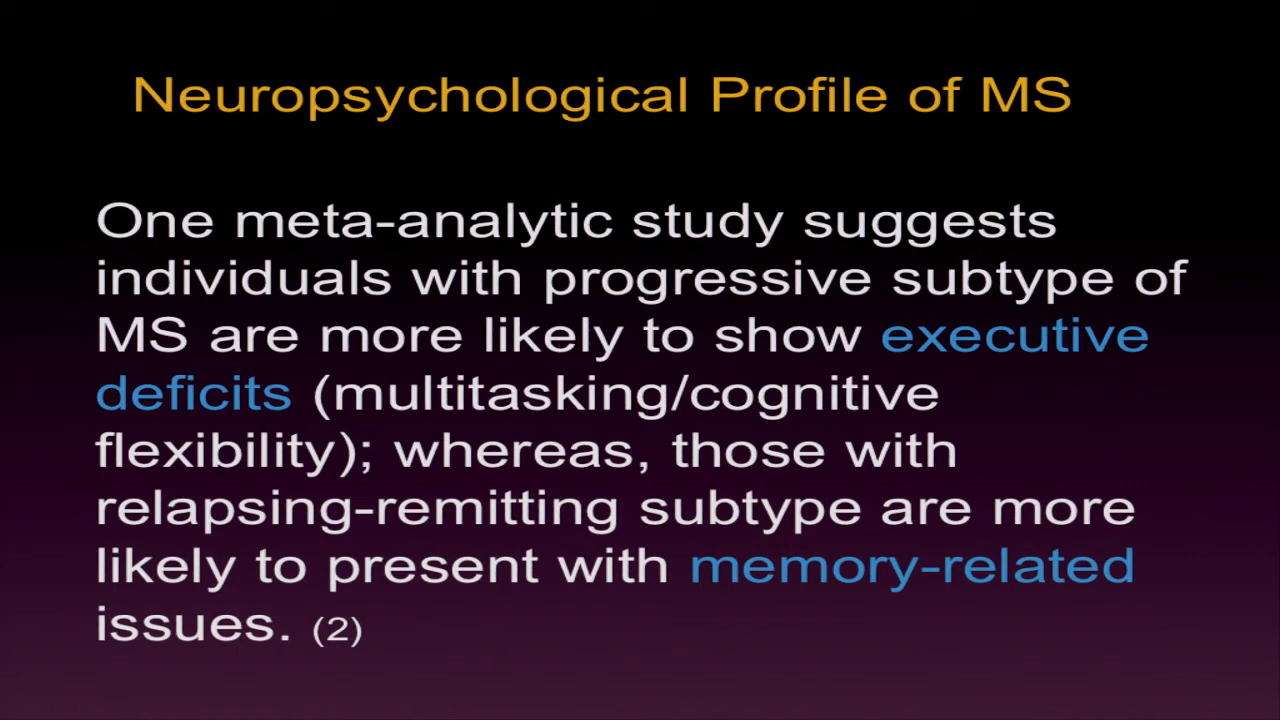 Neuropsychological Profile of MS
One meta-analytic study suggests
individuals with progressive subtype of
MS are more likely to show executive
deficits (multitasking/cognitive
flexibility); whereas, those with
relapsing-remitting subtype are more
likely to present with memory-related
issues. (2)